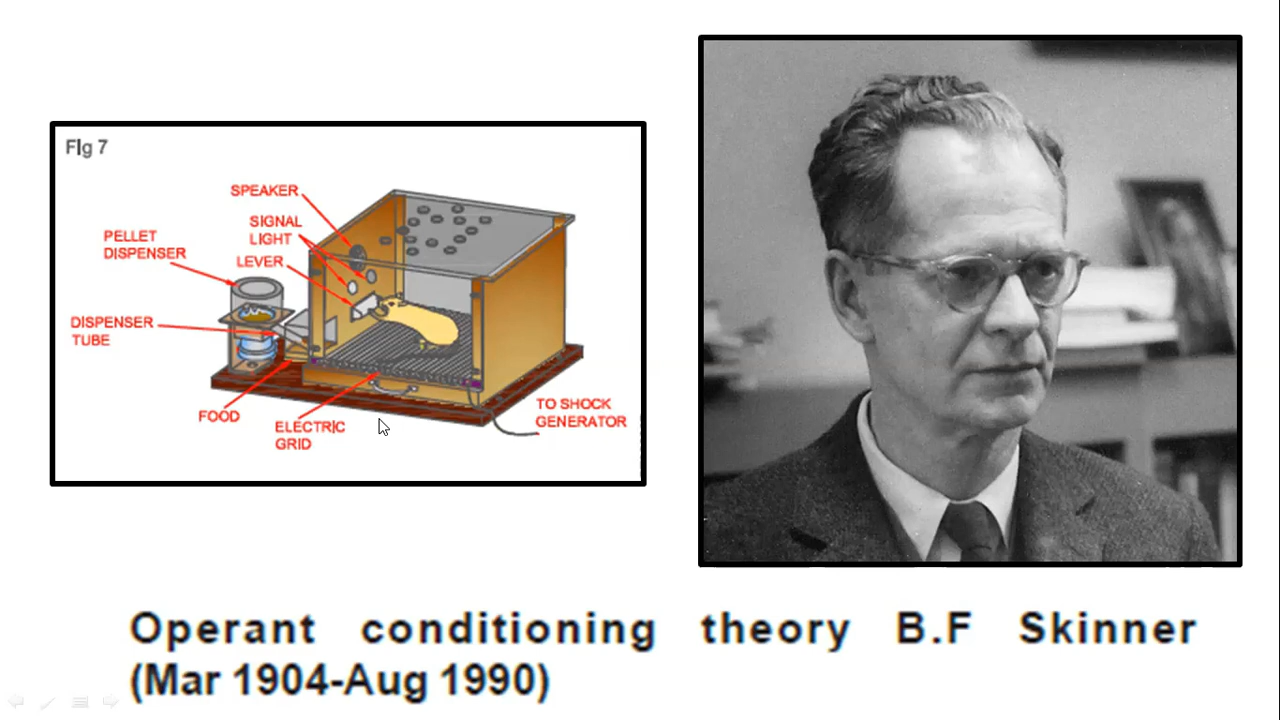 Fig 7
SPEAKER
SIGNAL
LIGHT
LEVER
PELLET
DISPENSER
DISPENSER
TUBE
FOOD
ELECTRIC
GRID
TO SHOCK
GENERATOR
Operant conditioning theory B.F Skinner
(Mar 1904-Aug 1990)